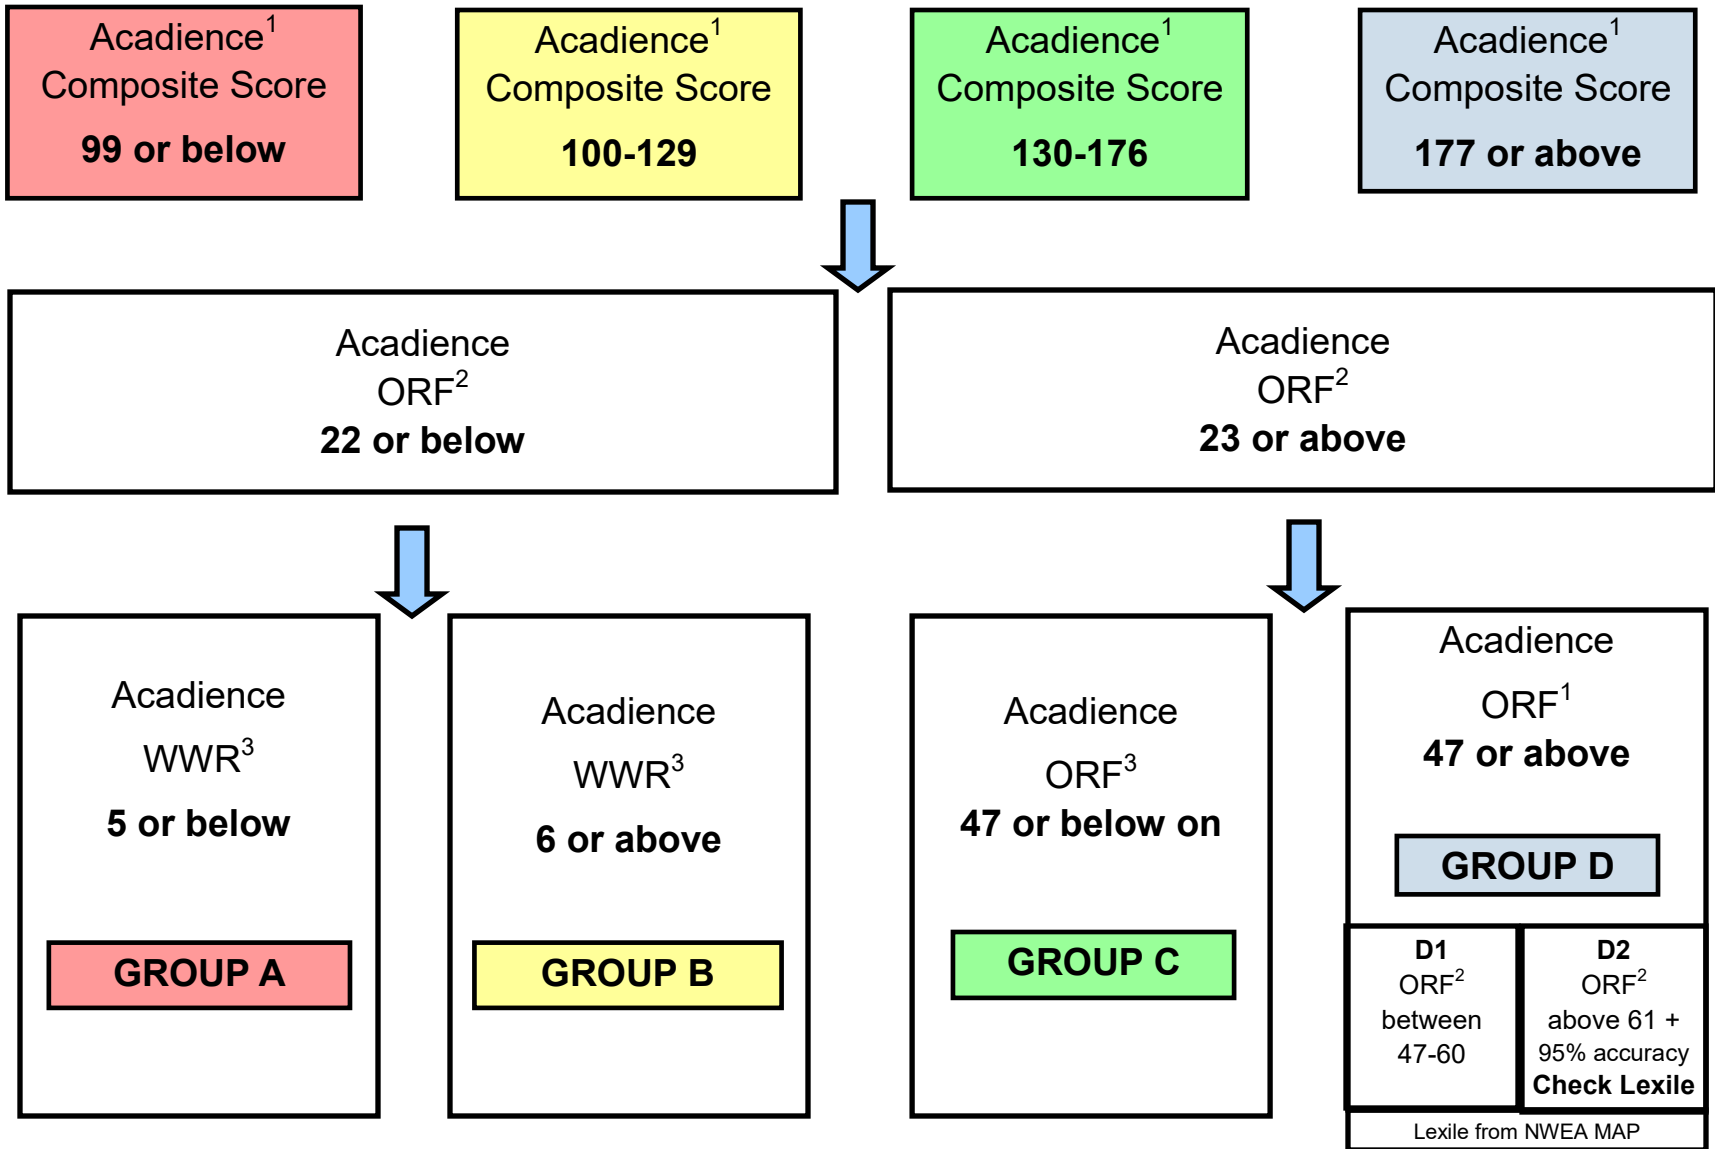 Acadience¹
Composite Score
99 or below
Acadience¹
Composite Score
100-129
Acadience¹
Composite Score
130-176
Acadience¹
Composite Score
177 or above
Acadience
ORF²
22 or below
Acadience
ORF²
23 or above
Acadience
WWR³
5 or below
GROUP A
Acadience
WWR³
6 or above
GROUP B
Acadience
ORF³
47 or below on
GROUP C
Acadience
ORF¹
47 or above
GROUP D
D1
ORF²
between
47-60
D2
ORF²
above 61 +
95% accuracy
Check Lexile
Lexile from NWEA MAP